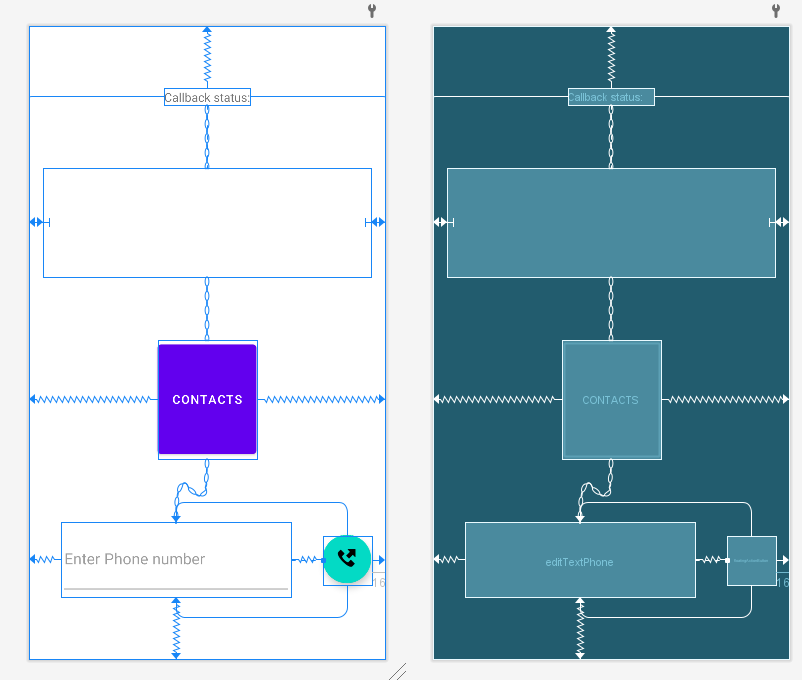 Callback status:
Callback status:
CONTACTS
CONTACTS
Enter Phone number
editTextPhone
16
16